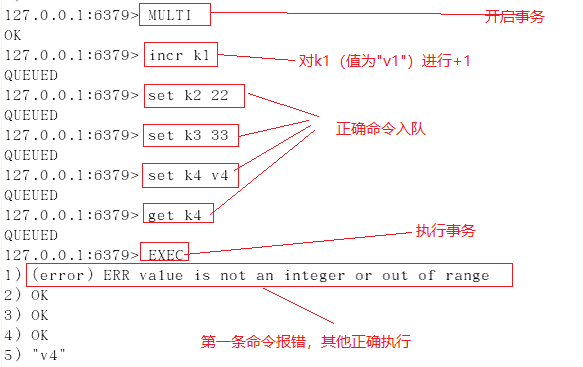 127.0.0.1:6379> MULTI 开启事务
OK
127.0.0.1:6379> incr k1 对k1（值为"v1"）进行+1
QUEUED
127.0.0.1:6379> set k2 22
QUEUED
127.0.0.1:6379> set k3 33 正确命令入队
QUEUED
127.0.0.1:6379> set k4 v4
QUEUED
127.0.0.1:6379> get k4
QUEUED
127.0.0.1:6379> EXEC 执行事务
1) (error) ERR value is not an integer or out of range
2) OK
3) OK
4) OK 第一条命令报错，其他正确执行
5) "v4"